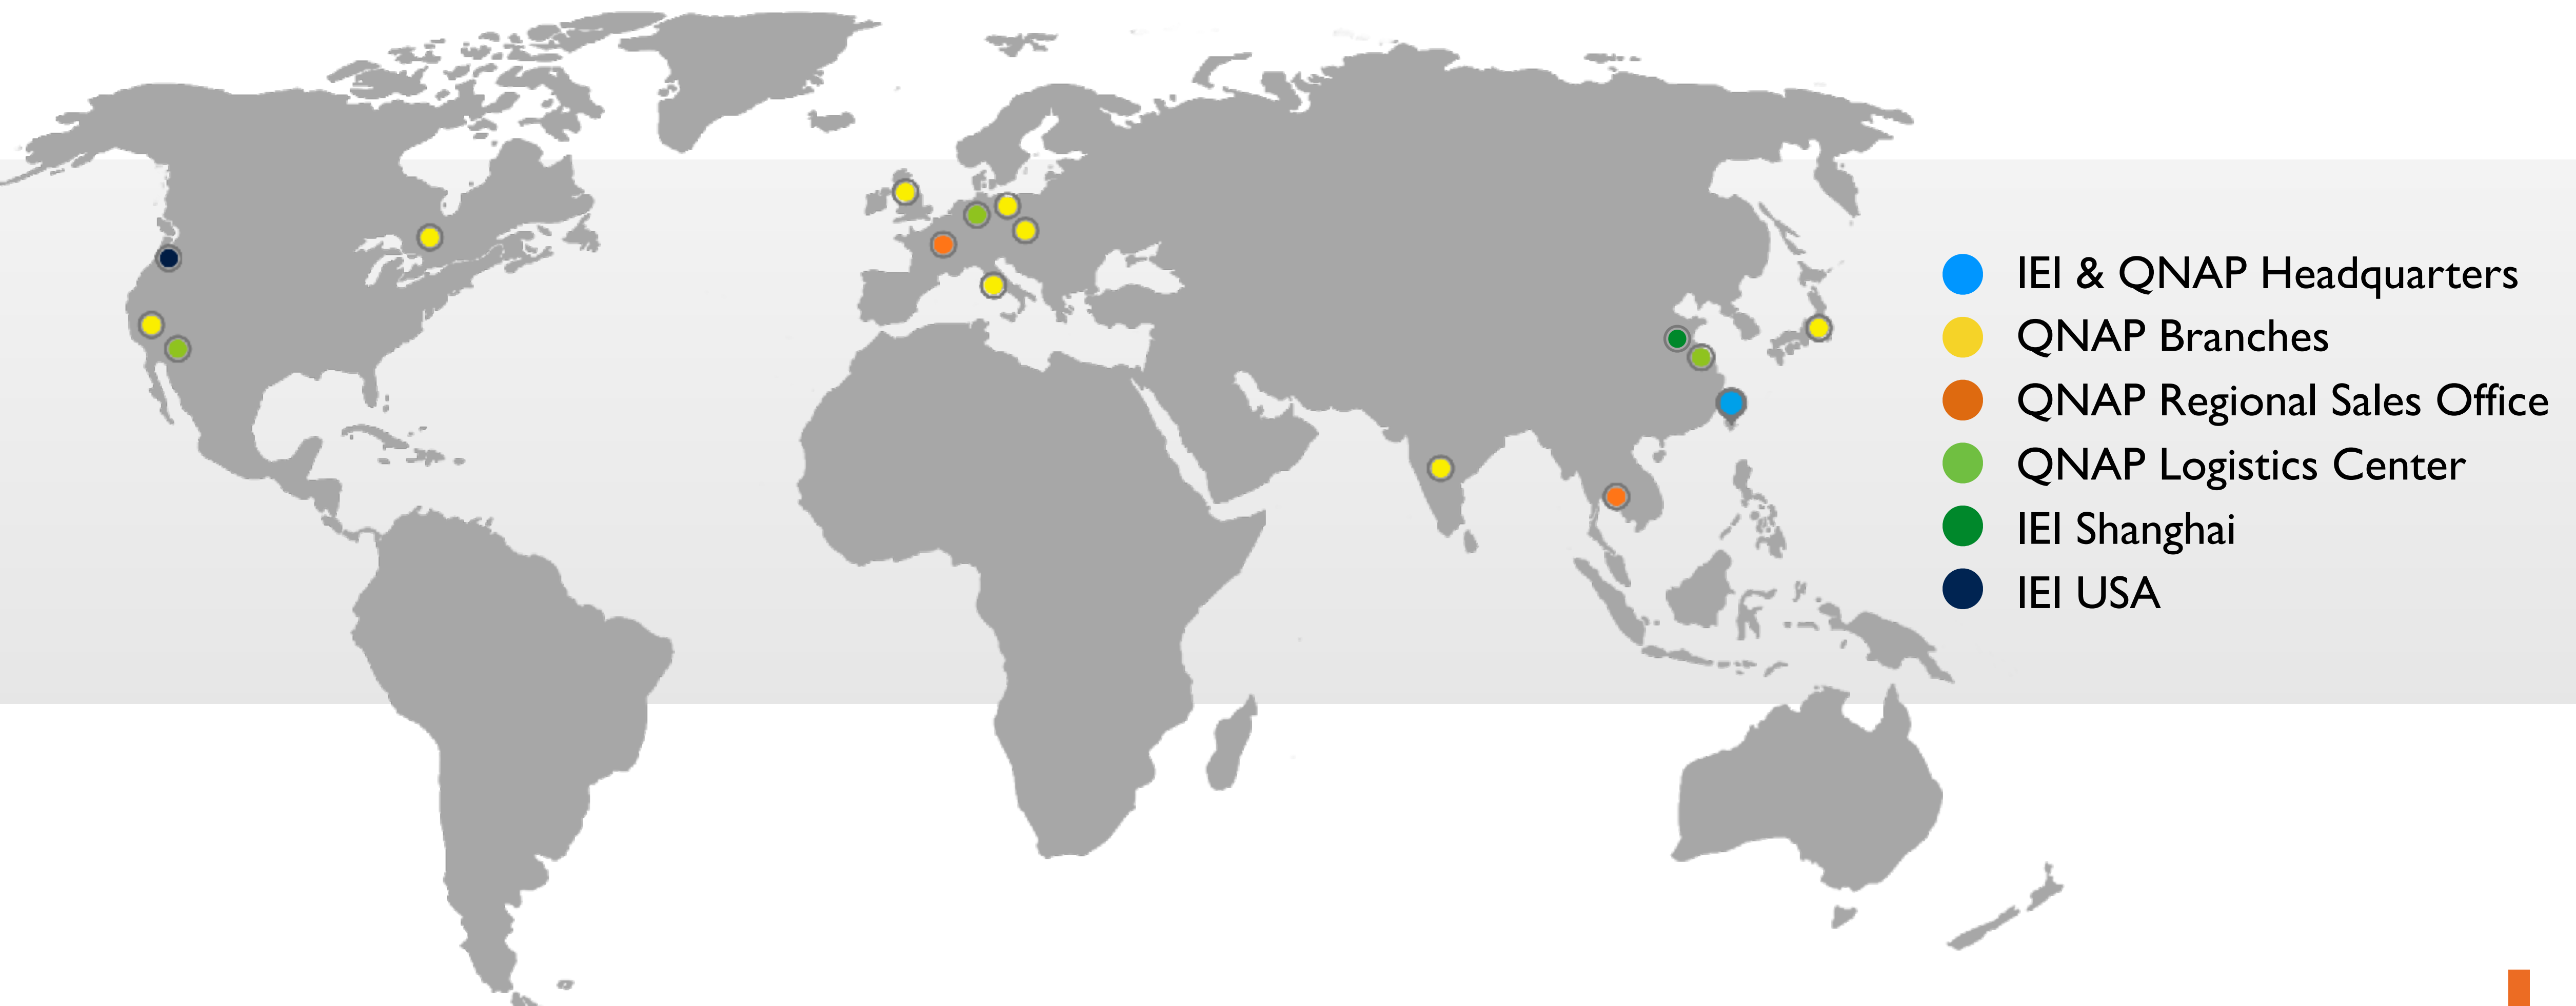 IEI & QNAP Headquarters
QNAP Branches
QNAP Regional Sales Office
QNAP Logistics Center
IEI Shanghai
IEI USA